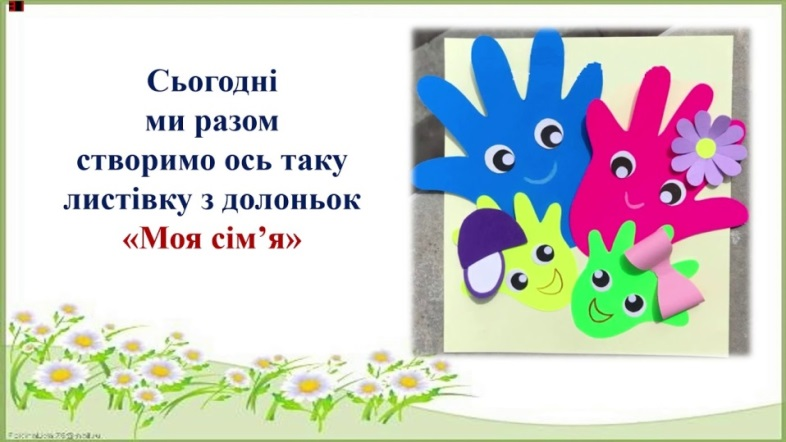 Сьогодні
ми разом
створимо ось таку
листівку з долоньок
«Моя сім’я»